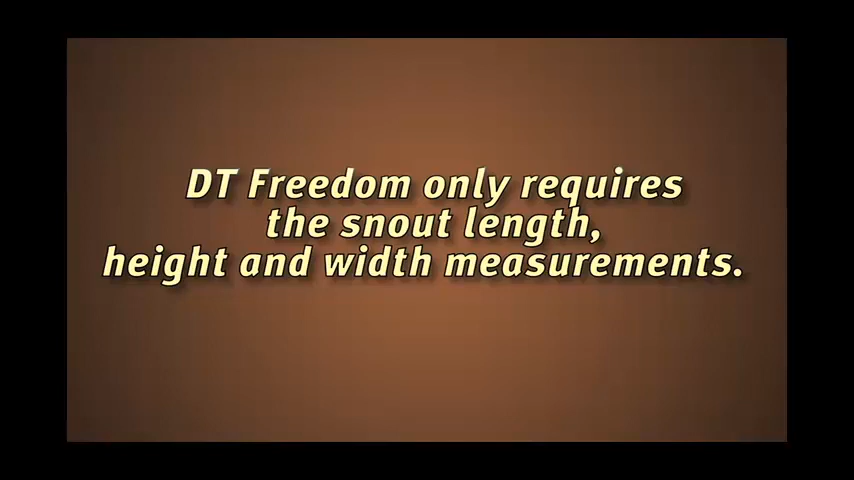 DT Freedom only requires
the snout length,
height and width measurements.